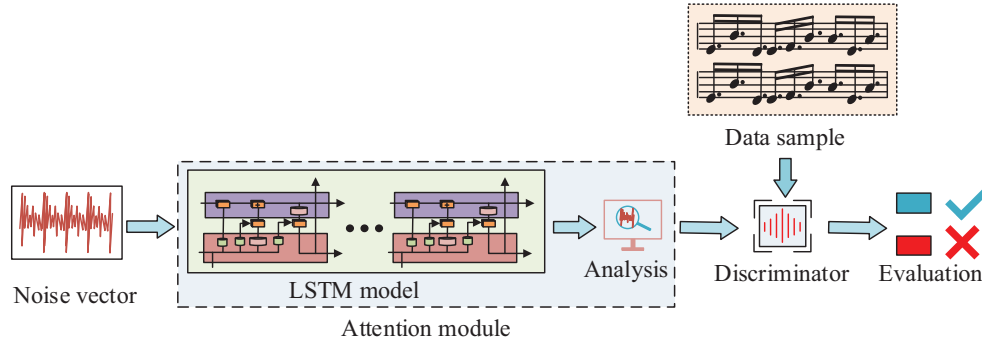 Data sample
Noise vector
LSTM model
Analysis
Attention module
Discriminator
Evaluation